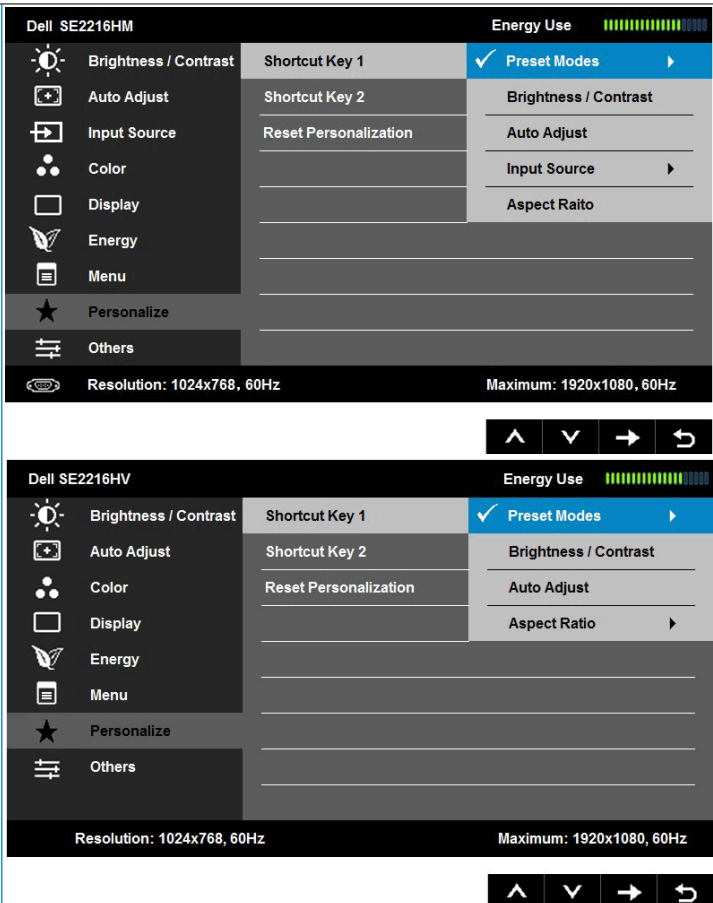 Dell SE2216HM Energy Use
Brightness / Contrast Shortcut Key 1 Preset Modes
Auto Adjust Shortcut Key 2 Brightness / Contrast
Input Source Reset Personalization Auto Adjust
Color Input Source
Display Aspect Raito
Energy
Menu
Personalize
Others
Resolution: 1024x768, 60Hz Maximum: 1920x1080, 60Hz
Dell SE2216HV Energy Use
Brightness / Contrast Shortcut Key 1 Preset Modes
Auto Adjust Shortcut Key 2 Brightness / Contrast
Color Reset Personalization Auto Adjust
Display Aspect Ratio
Energy
Menu
Personalize
Others
Resolution: 1024x768, 60Hz Maximum: 1920x1080, 60Hz